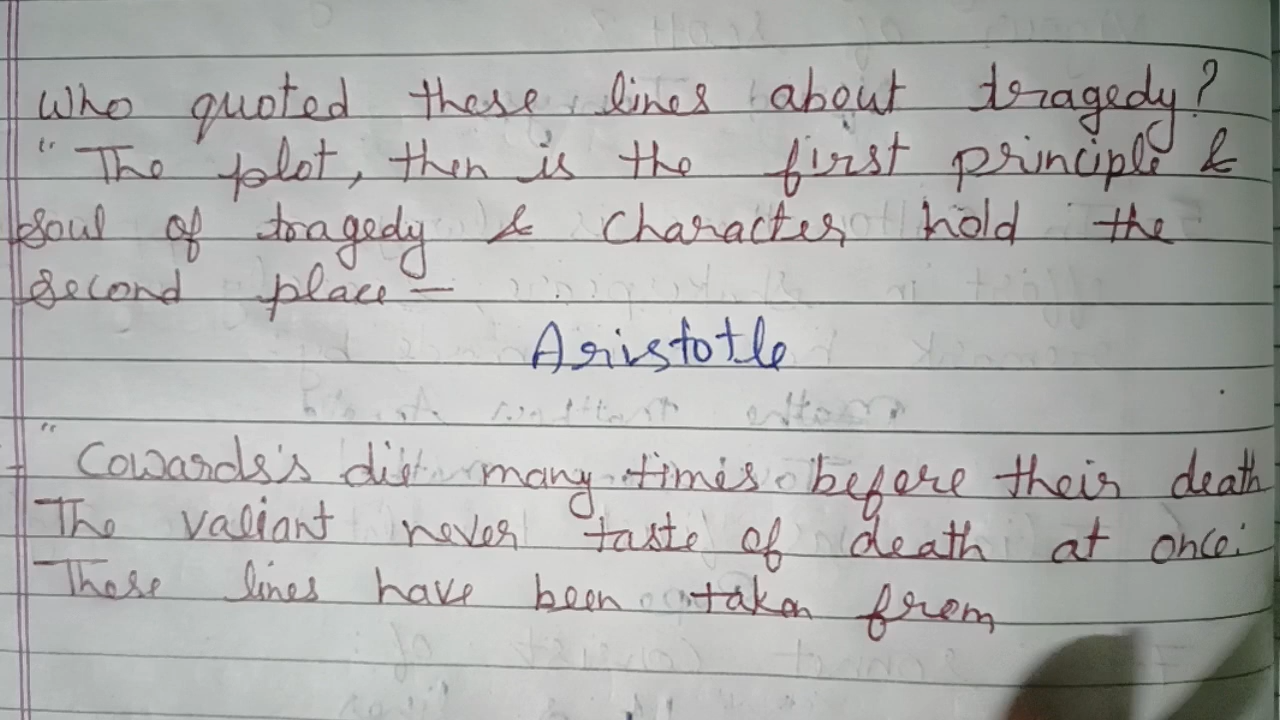 Who quoted these lines about tragedy?
"The plot, then is the first principle &
soul of tragedy & Character hold the
second place —
Aristotle
"Cowards's die many times before their death
The valiant never taste of death at once.
These lines have been taken from